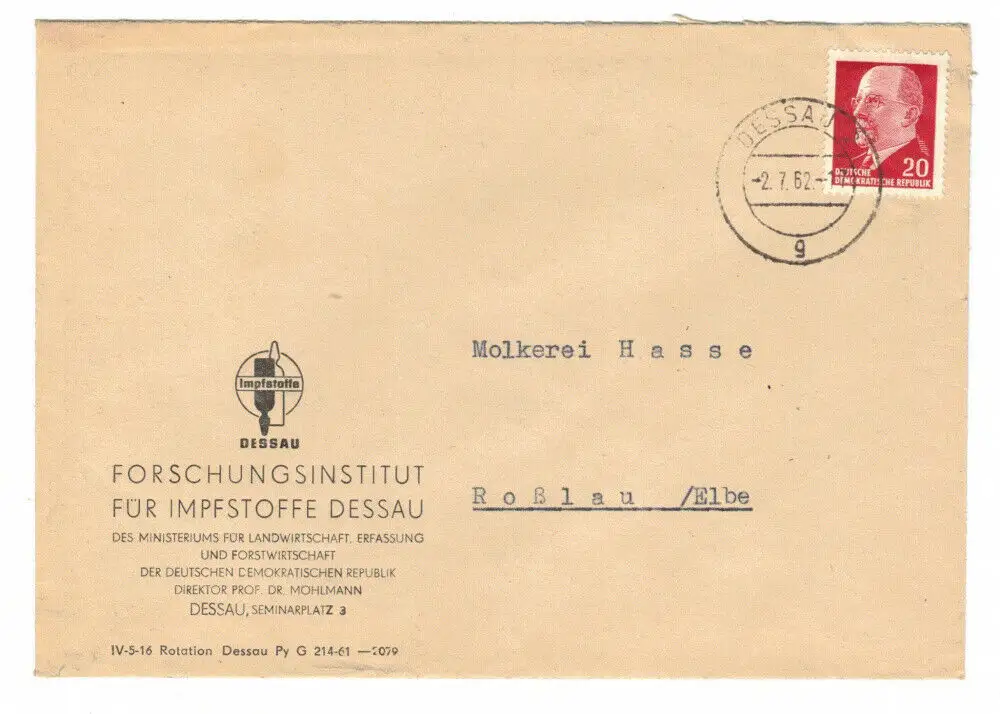 DESSAU
-2.7.62.-
g
20
DEUTSCHE
DEMOKRATISCHE REPUBLIK
Molkerei Hasse
Roßlau /Elbe
Impfstoffe
DESSAU
FORSCHUNGSINSTITUT
FÜR IMPFSTOFFE DESSAU
DES MINISTERIUMS FÜR LANDWIRTSCHAFT, ERFASSUNG
UND FORSTWIRTSCHAFT
DER DEUTSCHEN DEMOKRATISCHEN REPUBLIK
DIREKTOR PROF. DR. MÖHLMANN
DESSAU, SEMINARPLATZ 3
IV-5-16 Rotation Dessau Py G 214-61 —2079